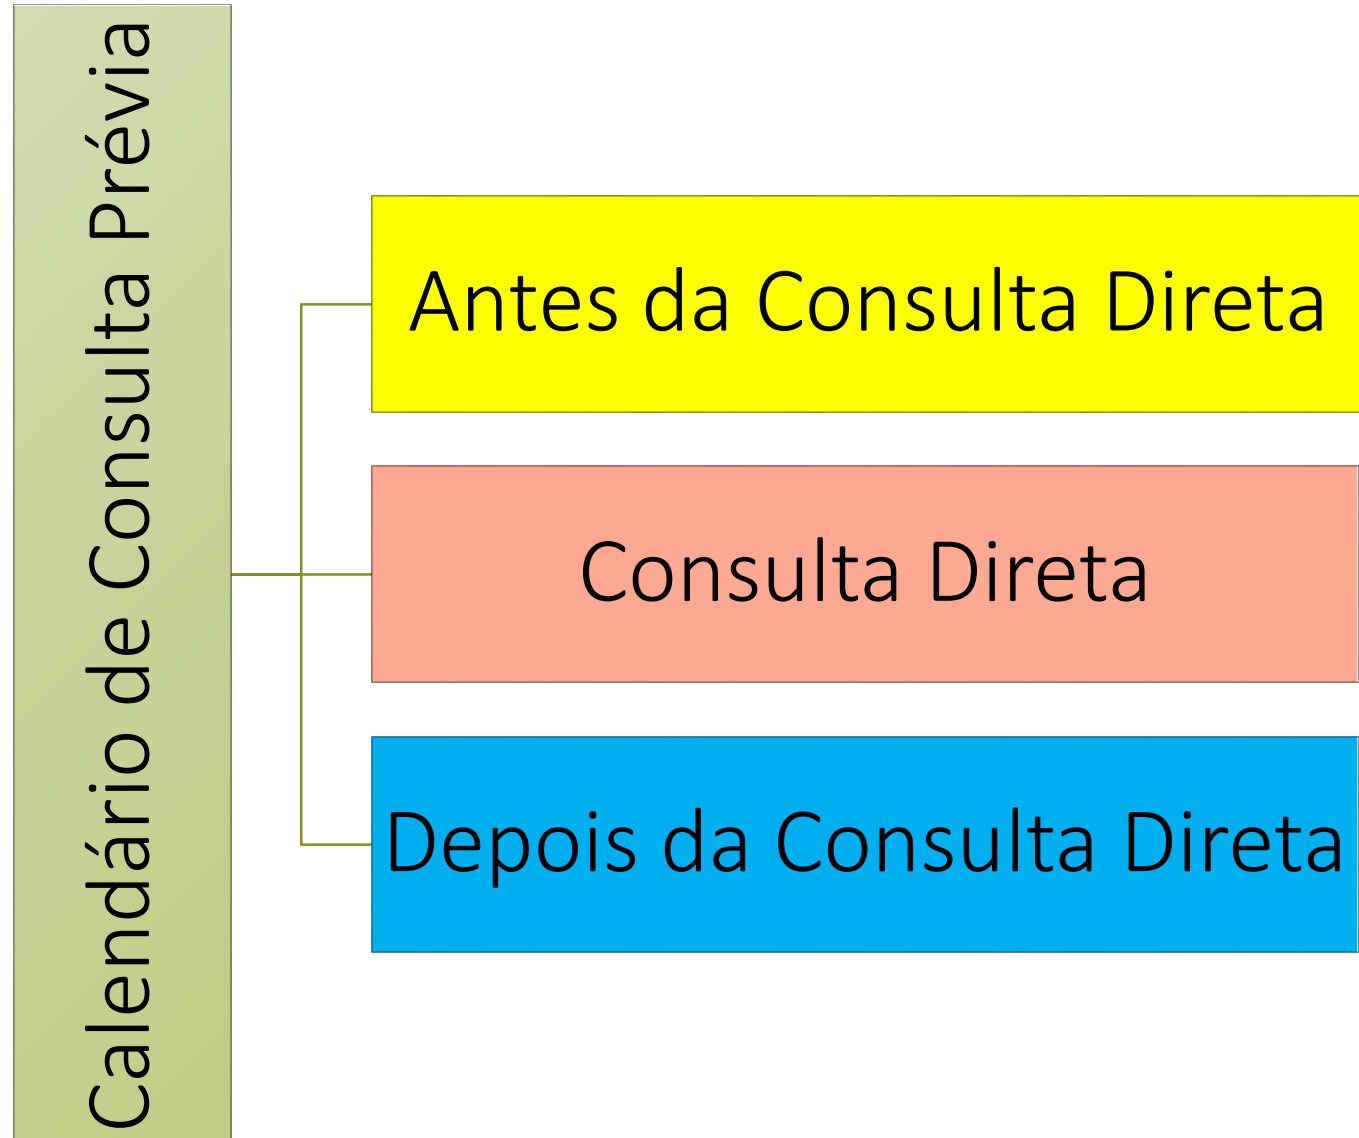 Calendário de Consulta Prévia
Antes da Consulta Direta
Consulta Direta
Depois da Consulta Direta